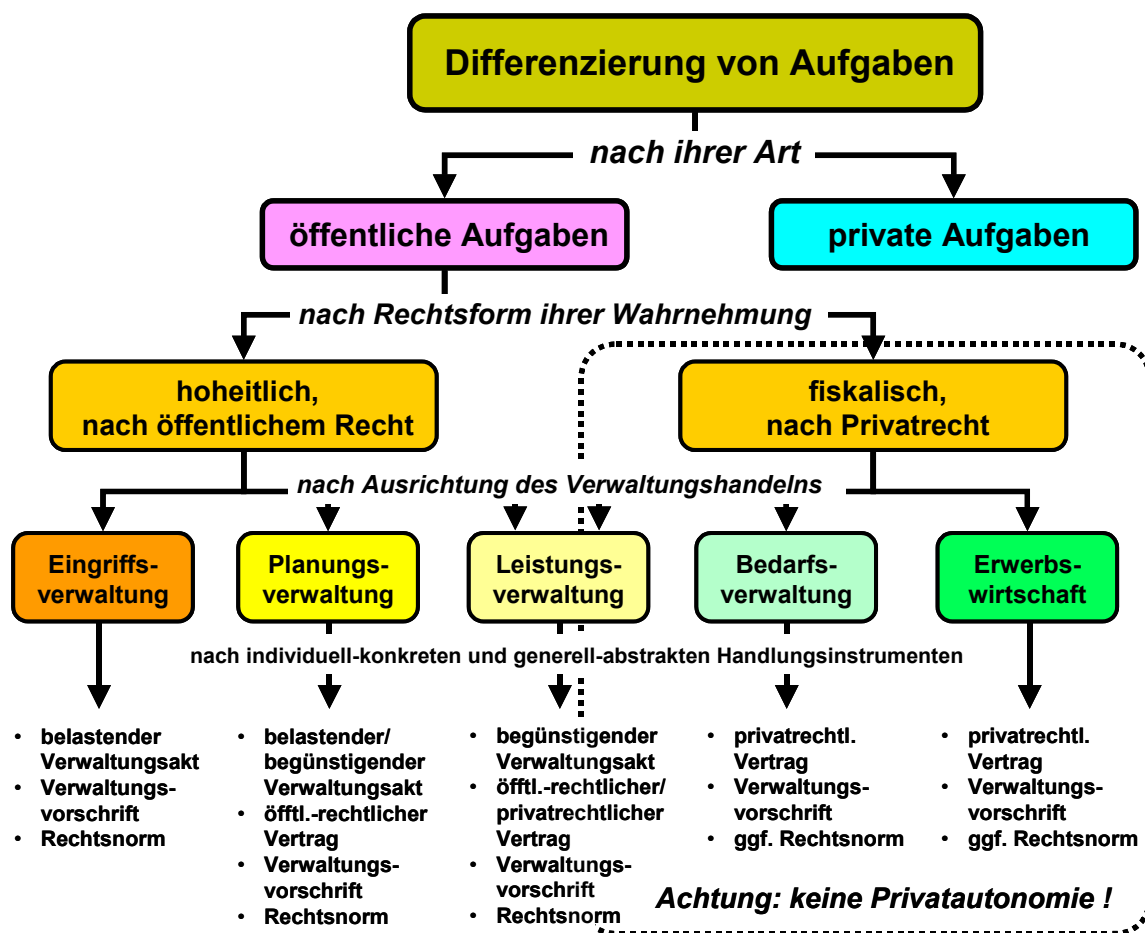 Differenzierung von Aufgaben
nach ihrer Art
öffentliche Aufgaben
private Aufgaben
nach Rechtsform ihrer Wahrnehmung
hoheitlich,
nach öffentlichem Recht
fiskalisch,
nach Privatrecht
nach Ausrichtung des Verwaltungshandelns
Eingriffs-
verwaltung
Planungs-
verwaltung
Leistungs-
verwaltung
Bedarfs-
verwaltung
Erwerbs-
wirtschaft
nach individuell-konkreten und generell-abstrakten Handlungsinstrumenten
• belastender
Verwaltungsakt
• Verwaltungs-
vorschrift
• Rechtsnorm
• belastender/
begünstigender
Verwaltungsakt
• öfftl.-rechtlicher
Vertrag
• Verwaltungs-
vorschrift
• Rechtsnorm
• begünstigender
Verwaltungsakt
• öfftl.-rechtlicher/
privatrechtlicher
Vertrag
• Verwaltungs-
vorschrift
• Rechtsnorm
• privatrechtl.
Vertrag
• Verwaltungs-
vorschrift
• ggf. Rechtsnorm
• privatrechtl.
Vertrag
• Verwaltungs-
vorschrift
• ggf. Rechtsnorm
Achtung: keine Privatautonomie !